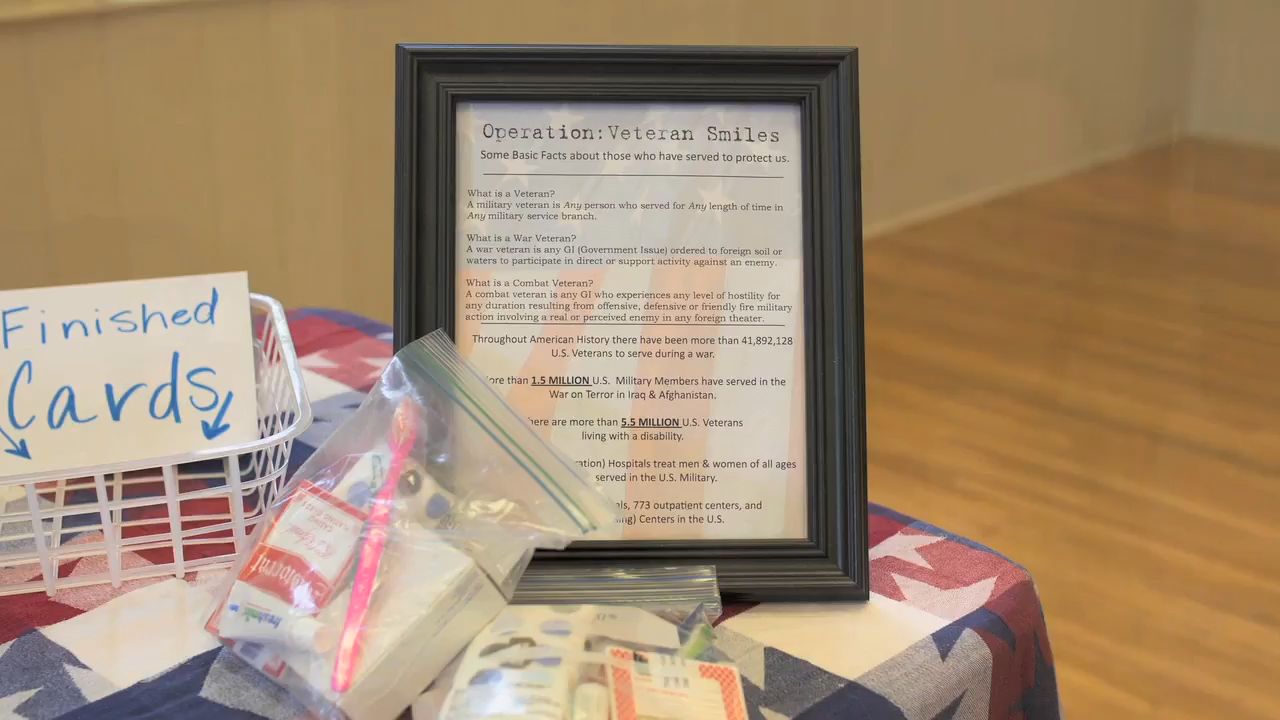 Operation: Veteran Smiles
Some Basic Facts about those who have served to protect us.
What is a Veteran?
A military veteran is Any person who served for Any length of time in
Any military service branch.
What is a War Veteran?
A war veteran is any GI (Government Issue) ordered to foreign soil or
waters to participate in direct or support activity against an enemy.
What is a Combat Veteran?
A combat veteran is any GI who experiences any level of hostility for
any duration resulting from offensive, defensive or friendly fire military
action involving a real or perceived enemy in any foreign theater.
Throughout American History there have been more than 41,892,128
U.S. Veterans to serve during a war.
than 1.5 MILLION U.S. Military Members have served in the
War on Terror in Iraq & Afghanistan.
are more than 5.5 MILLION U.S. Veterans
living with a disability.
Hospitals treat men & women of all ages
served in the U.S. Military.
773 outpatient centers, and
Centers in the U.S.
Finished
Cards